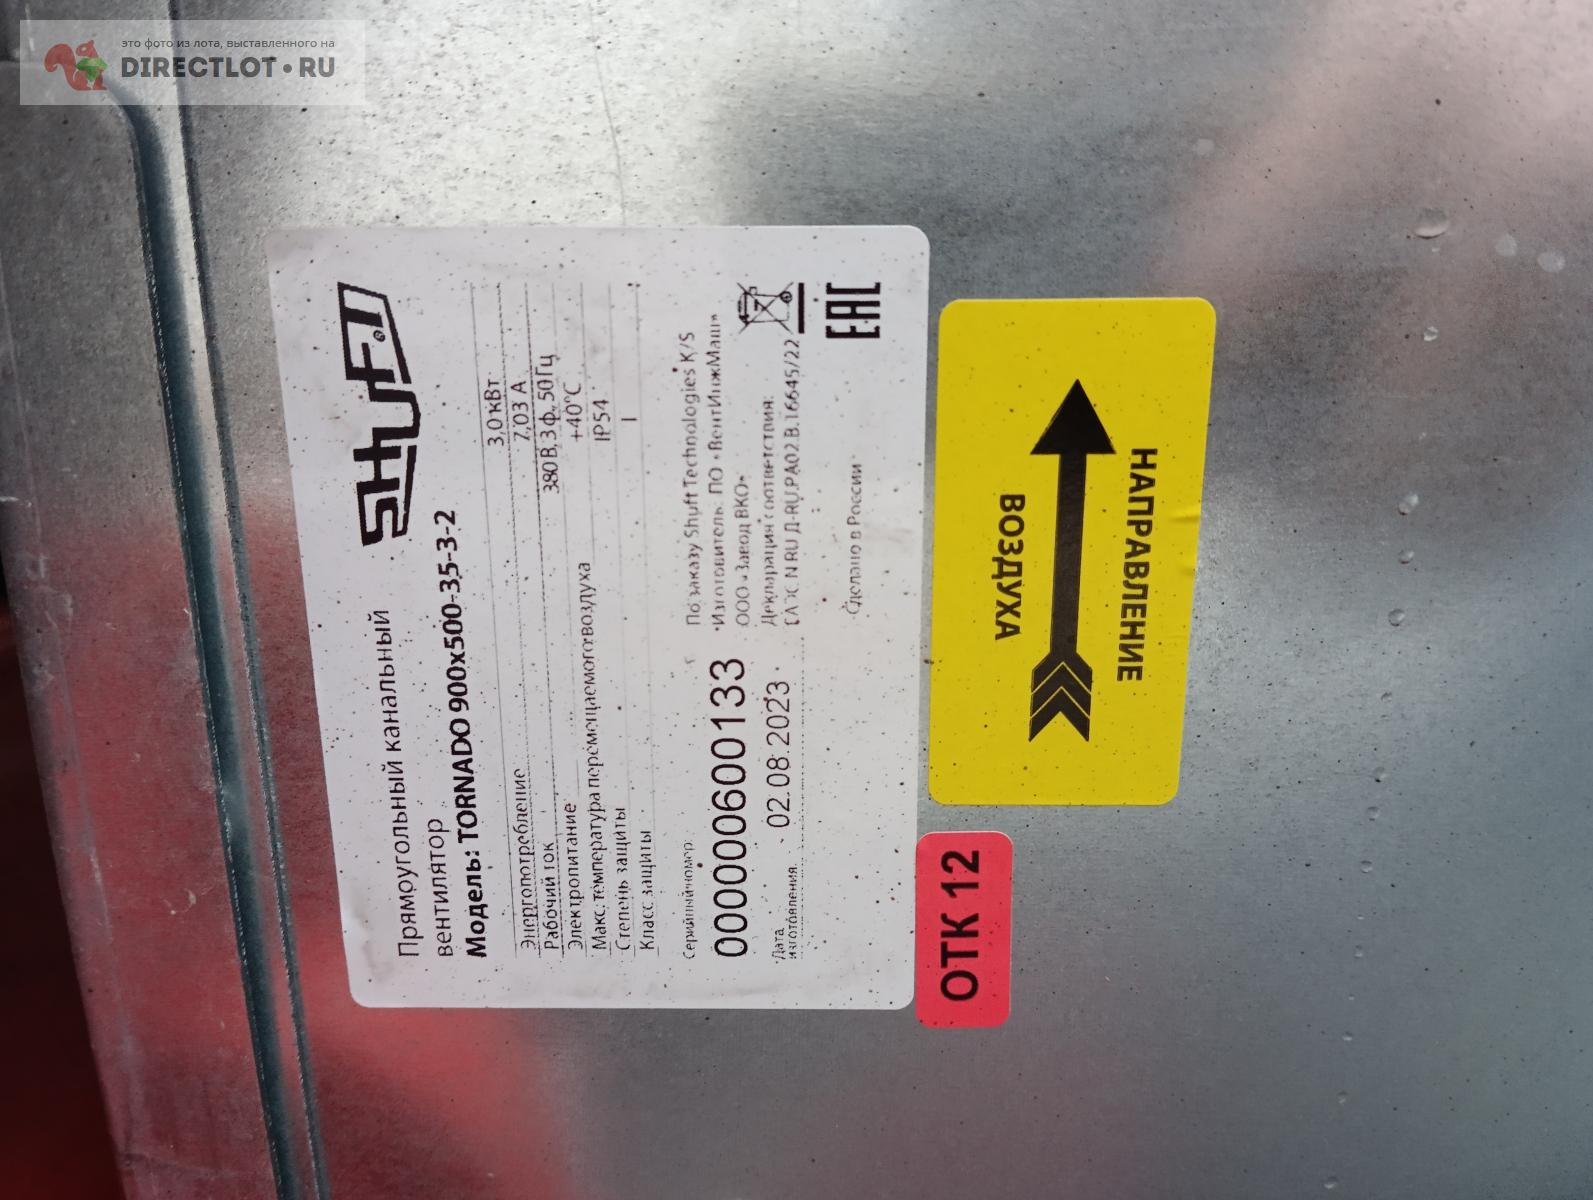 это фото из лота, выставленного на
DIRECTLOT.RU
SHUFT
Прямоугольный канальный
вентилятор
Модель: TORNADO 900x500-35-3-2
Энергопотребление 3,0 кВт
Рабочий ток 7,03 А
Электропитание 380 В, 3 ф, 50 Гц
Макс. температура перемещаемого воздуха +40°C
Степень защиты IP54
Класс защиты I
Серийный номер:
0000000600133
Дата
изготовления: 02.08.2023
По заказу Shuft Technologies K/S
Изготовитель: ПО «ВентИнжМаш»
ООО «Завод ВКО»
Декларация соответствия:
ЕАЭС N RU Д-RU.РА02.В.16645/22
Сделано в России
EAC
НАПРАВЛЕНИЕ
ВОЗДУХА
ОТК 12